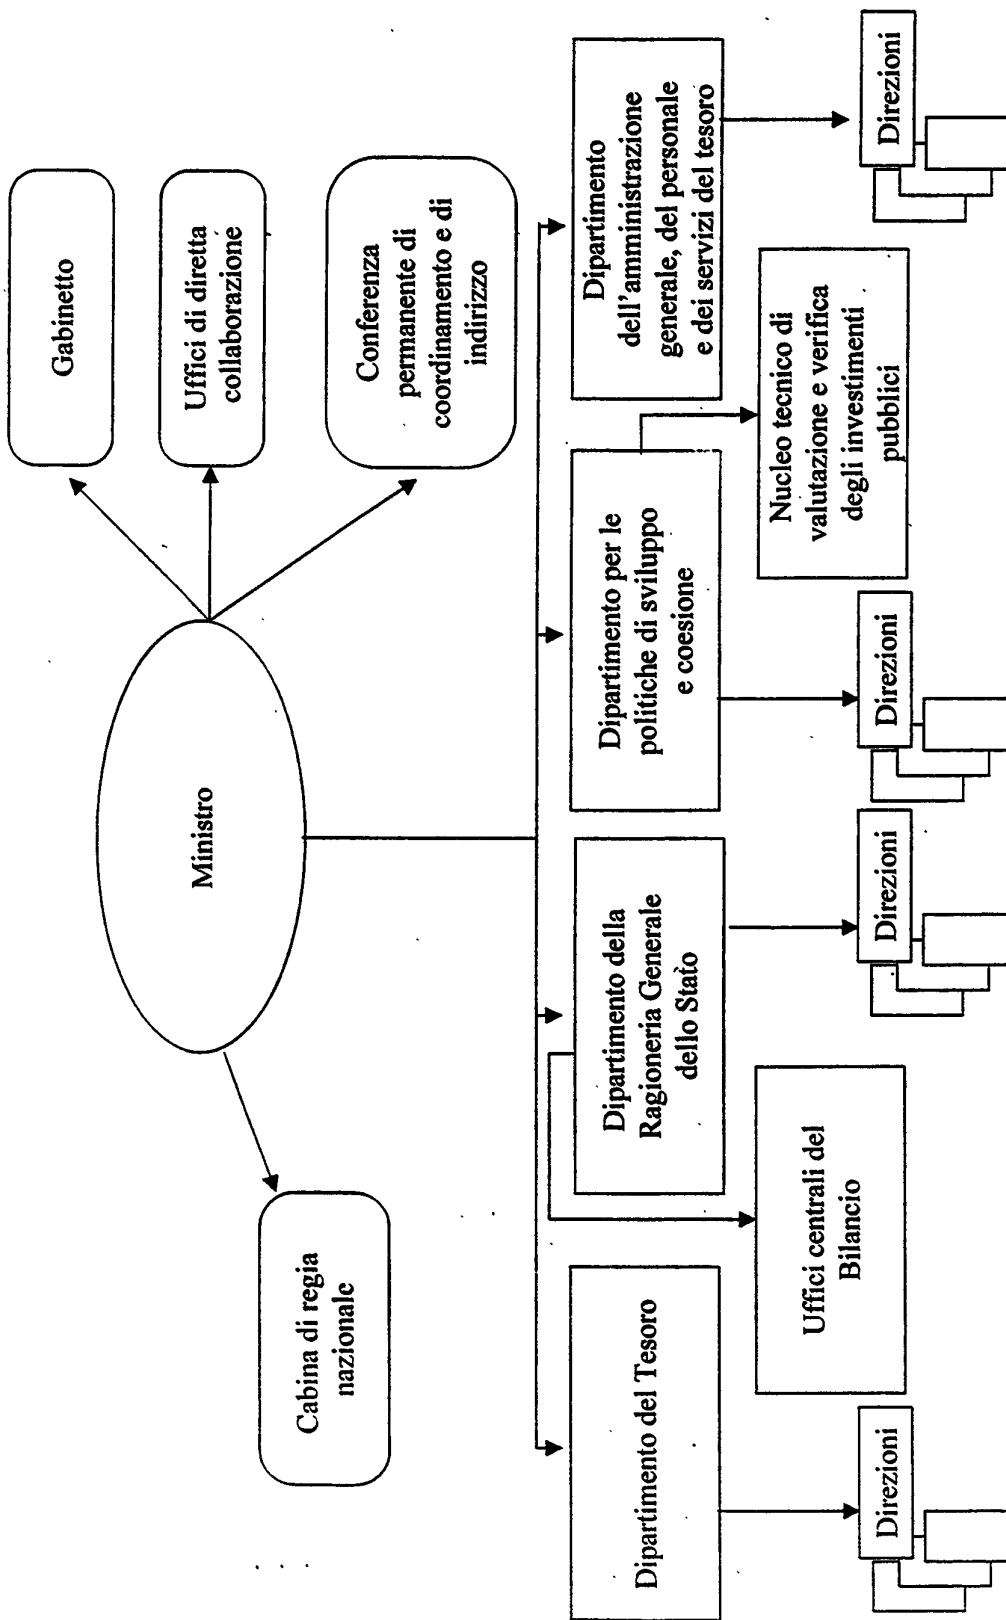 Gabinetto
Uffici di diretta
collaborazione
Conferenza
permanente di
coordinamento e di
indirizzo
Ministro
Cabina di regia
nazionale
Dipartimento del Tesoro
Dipartimento della
Ragioneria Generale
dello Stato
Dipartimento per le
politiche di sviluppo
e coesione
Dipartimento
dell'amministrazione
generale, del personale
e dei servizi del tesoro
Uffici centrali del
Bilancio
Nucleo tecnico di
valutazione e verifica
degli investimenti
pubblici
Direzioni
Direzioni
Direzioni
Direzioni